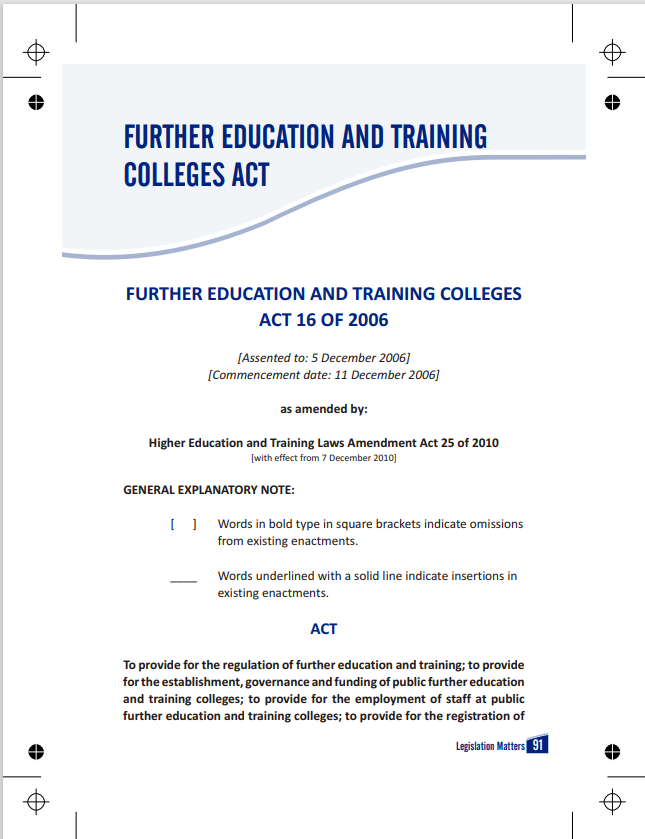 FURTHER EDUCATION AND TRAINING
COLLEGES ACT
FURTHER EDUCATION AND TRAINING COLLEGES
ACT 16 OF 2006
[Assented to: 5 December 2006]
[Commencement date: 11 December 2006]
as amended by:
Higher Education and Training Laws Amendment Act 25 of 2010
[with effect from 7 December 2010]
GENERAL EXPLANATORY NOTE:
[ ] Words in bold type in square brackets indicate omissions
from existing enactments.
____ Words underlined with a solid line indicate insertions in
existing enactments.
ACT
To provide for the regulation of further education and training; to provide
for the establishment, governance and funding of public further education
and training colleges; to provide for the employment of staff at public
further education and training colleges; to provide for the registration of
Legislation Matters 91